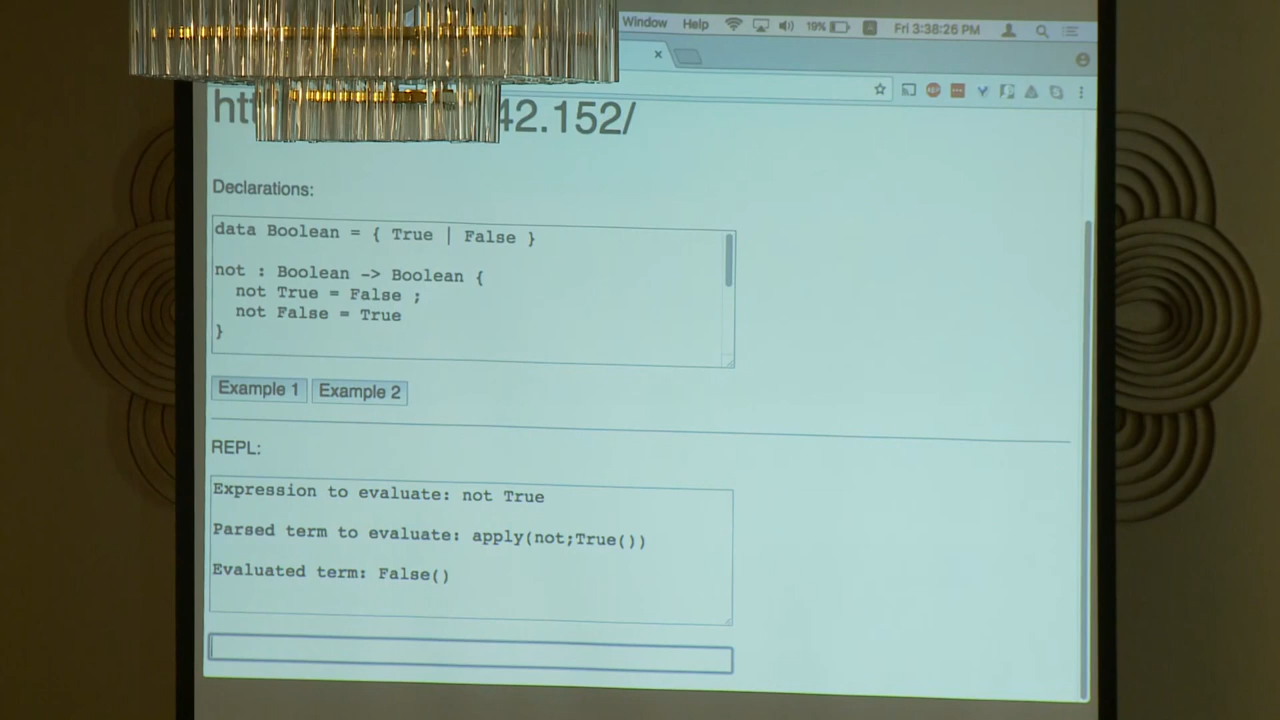 Window Help 19% Fri 3:38:26 PM
42.152/
Declarations:
data Boolean = { True | False }
not : Boolean -> Boolean {
not True = False ;
not False = True
}
Example 1 Example 2
REPL:
Expression to evaluate: not True
Parsed term to evaluate: apply(not;True())
Evaluated term: False()